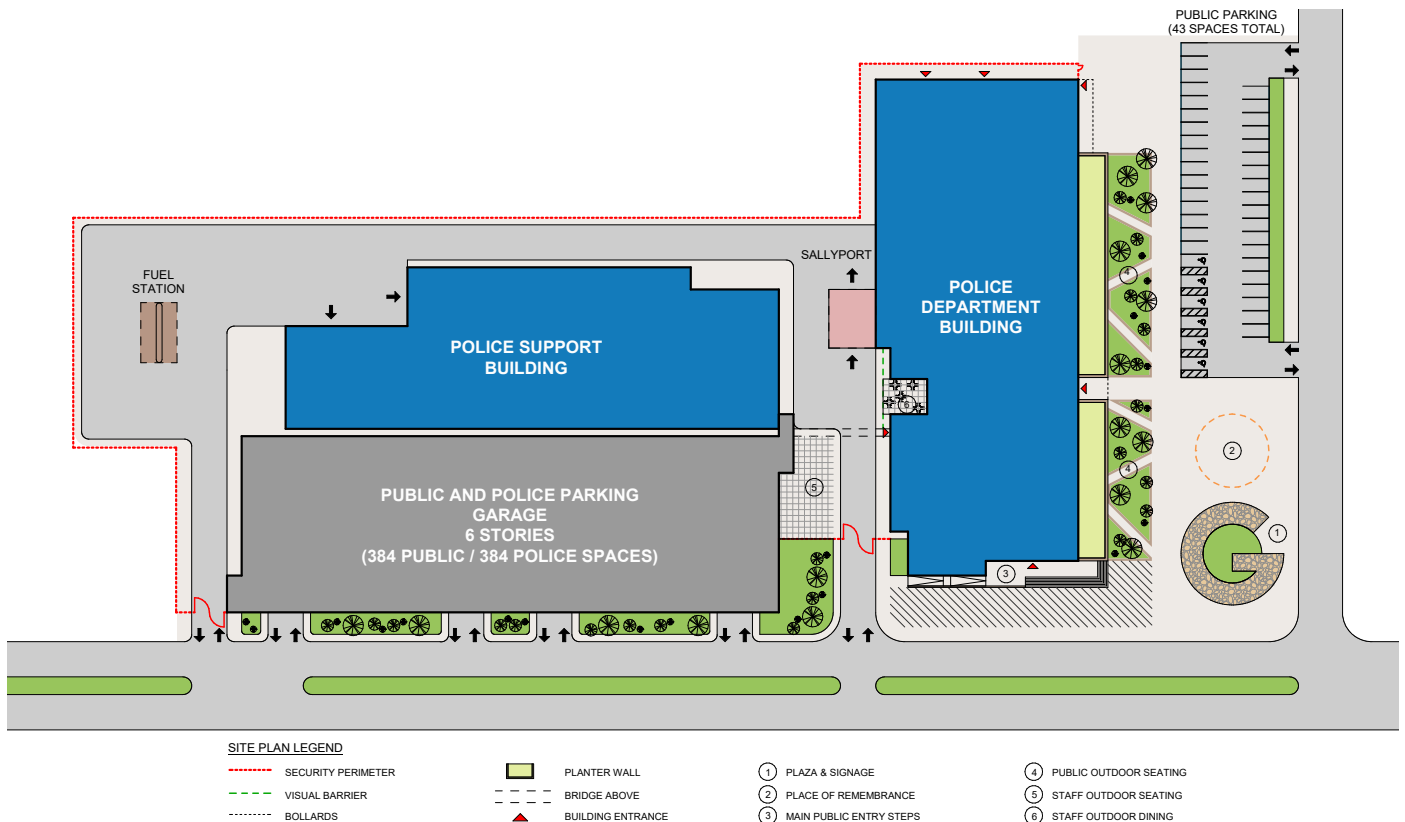 PUBLIC PARKING
(43 SPACES TOTAL)
SALLYPORT
FUEL
STATION
POLICE
DEPARTMENT
BUILDING
4
POLICE SUPPORT
BUILDING
6
2
4
PUBLIC AND POLICE PARKING
GARAGE
6 STORIES
(384 PUBLIC / 384 POLICE SPACES)
5
1
G
3
SITE PLAN LEGEND
SECURITY PERIMETER
VISUAL BARRIER
BOLLARDS
PLANTER WALL
BRIDGE ABOVE
BUILDING ENTRANCE
1 PLAZA & SIGNAGE
2 PLACE OF REMEMBRANCE
3 MAIN PUBLIC ENTRY STEPS
4 PUBLIC OUTDOOR SEATING
5 STAFF OUTDOOR SEATING
6 STAFF OUTDOOR DINING